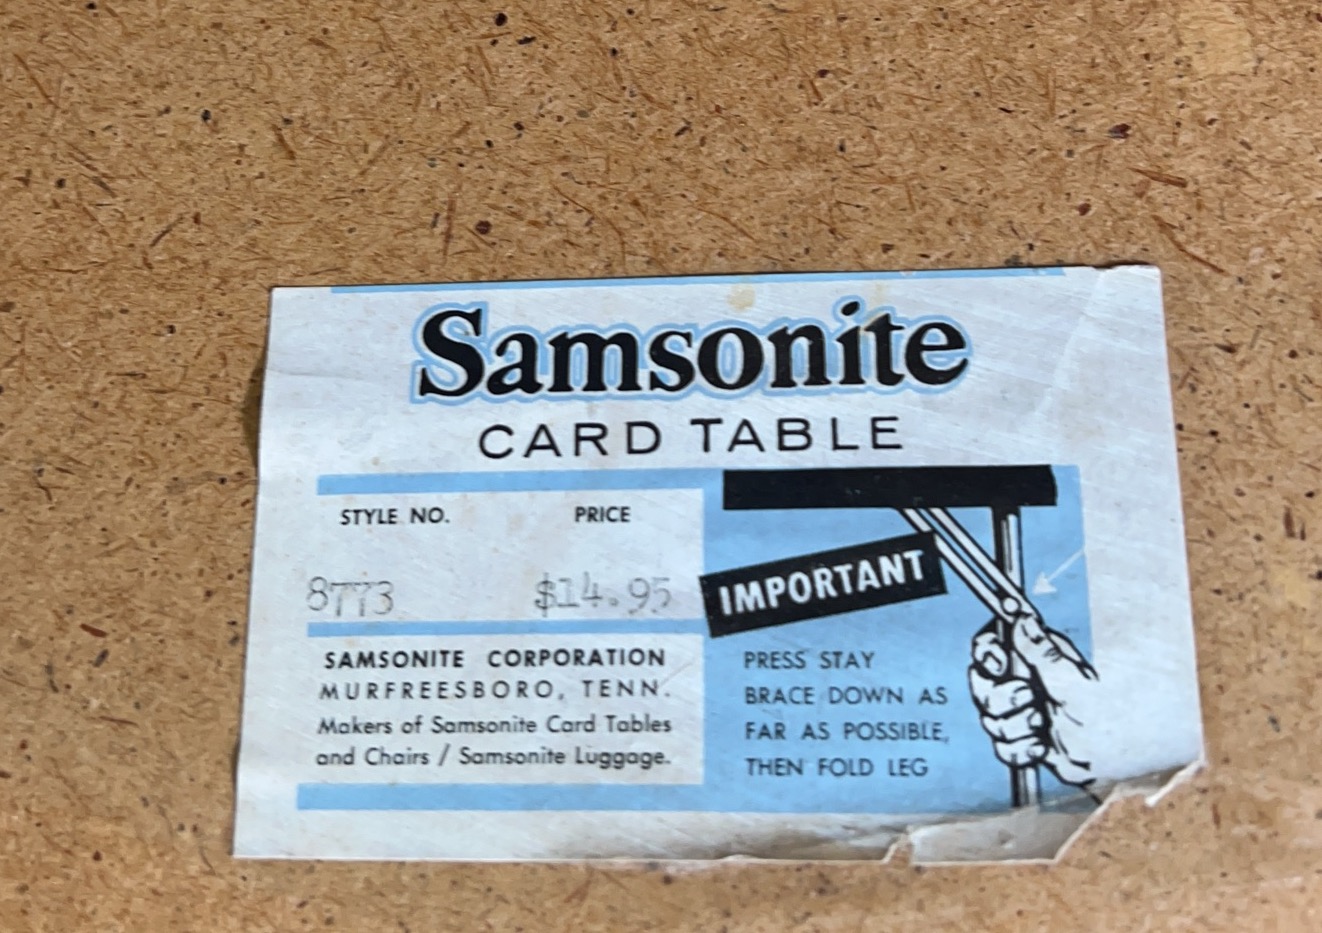 Samsonite
CARD TABLE
STYLE NO. PRICE
8773 $14.95
SAMSONITE CORPORATION
MURFREESBORO, TENN.
Makers of Samsonite Card Tables
and Chairs / Samsonite Luggage.
IMPORTANT
PRESS STAY
BRACE DOWN AS
FAR AS POSSIBLE,
THEN FOLD LEG